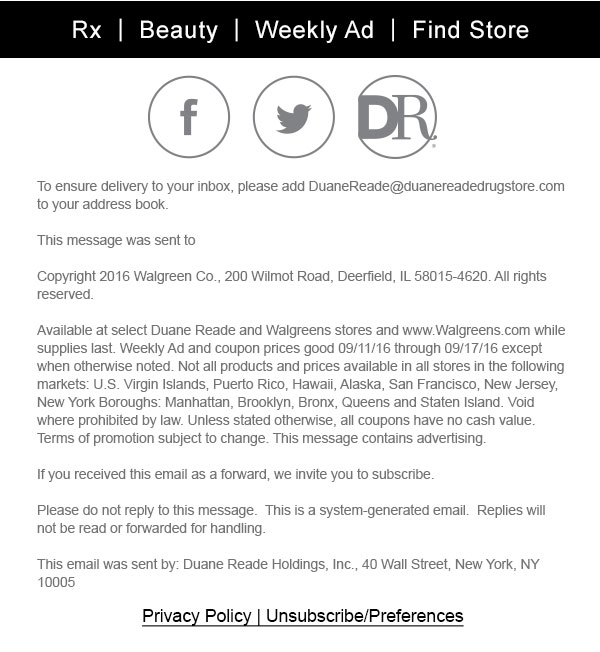 Rx | Beauty | Weekly Ad | Find Store
f
DR
To ensure delivery to your inbox, please add DuaneReade@duanereadedrugstore.com
to your address book.
This message was sent to
Copyright 2016 Walgreen Co., 200 Wilmot Road, Deerfield, IL 58015-4620. All rights
reserved.
Available at select Duane Reade and Walgreens stores and www.Walgreens.com while
supplies last. Weekly Ad and coupon prices good 09/11/16 through 09/17/16 except
when otherwise noted. Not all products and prices available in all stores in the following
markets: U.S. Virgin Islands, Puerto Rico, Hawaii, Alaska, San Francisco, New Jersey,
New York Boroughs: Manhattan, Brooklyn, Bronx, Queens and Staten Island. Void
where prohibited by law. Unless stated otherwise, all coupons have no cash value.
Terms of promotion subject to change. This message contains advertising.
If you received this email as a forward, we invite you to subscribe.
Please do not reply to this message.  This is a system-generated email.  Replies will
not be read or forwarded for handling.
This email was sent by: Duane Reade Holdings, Inc., 40 Wall Street, New York, NY
10005
Privacy Policy | Unsubscribe/Preferences